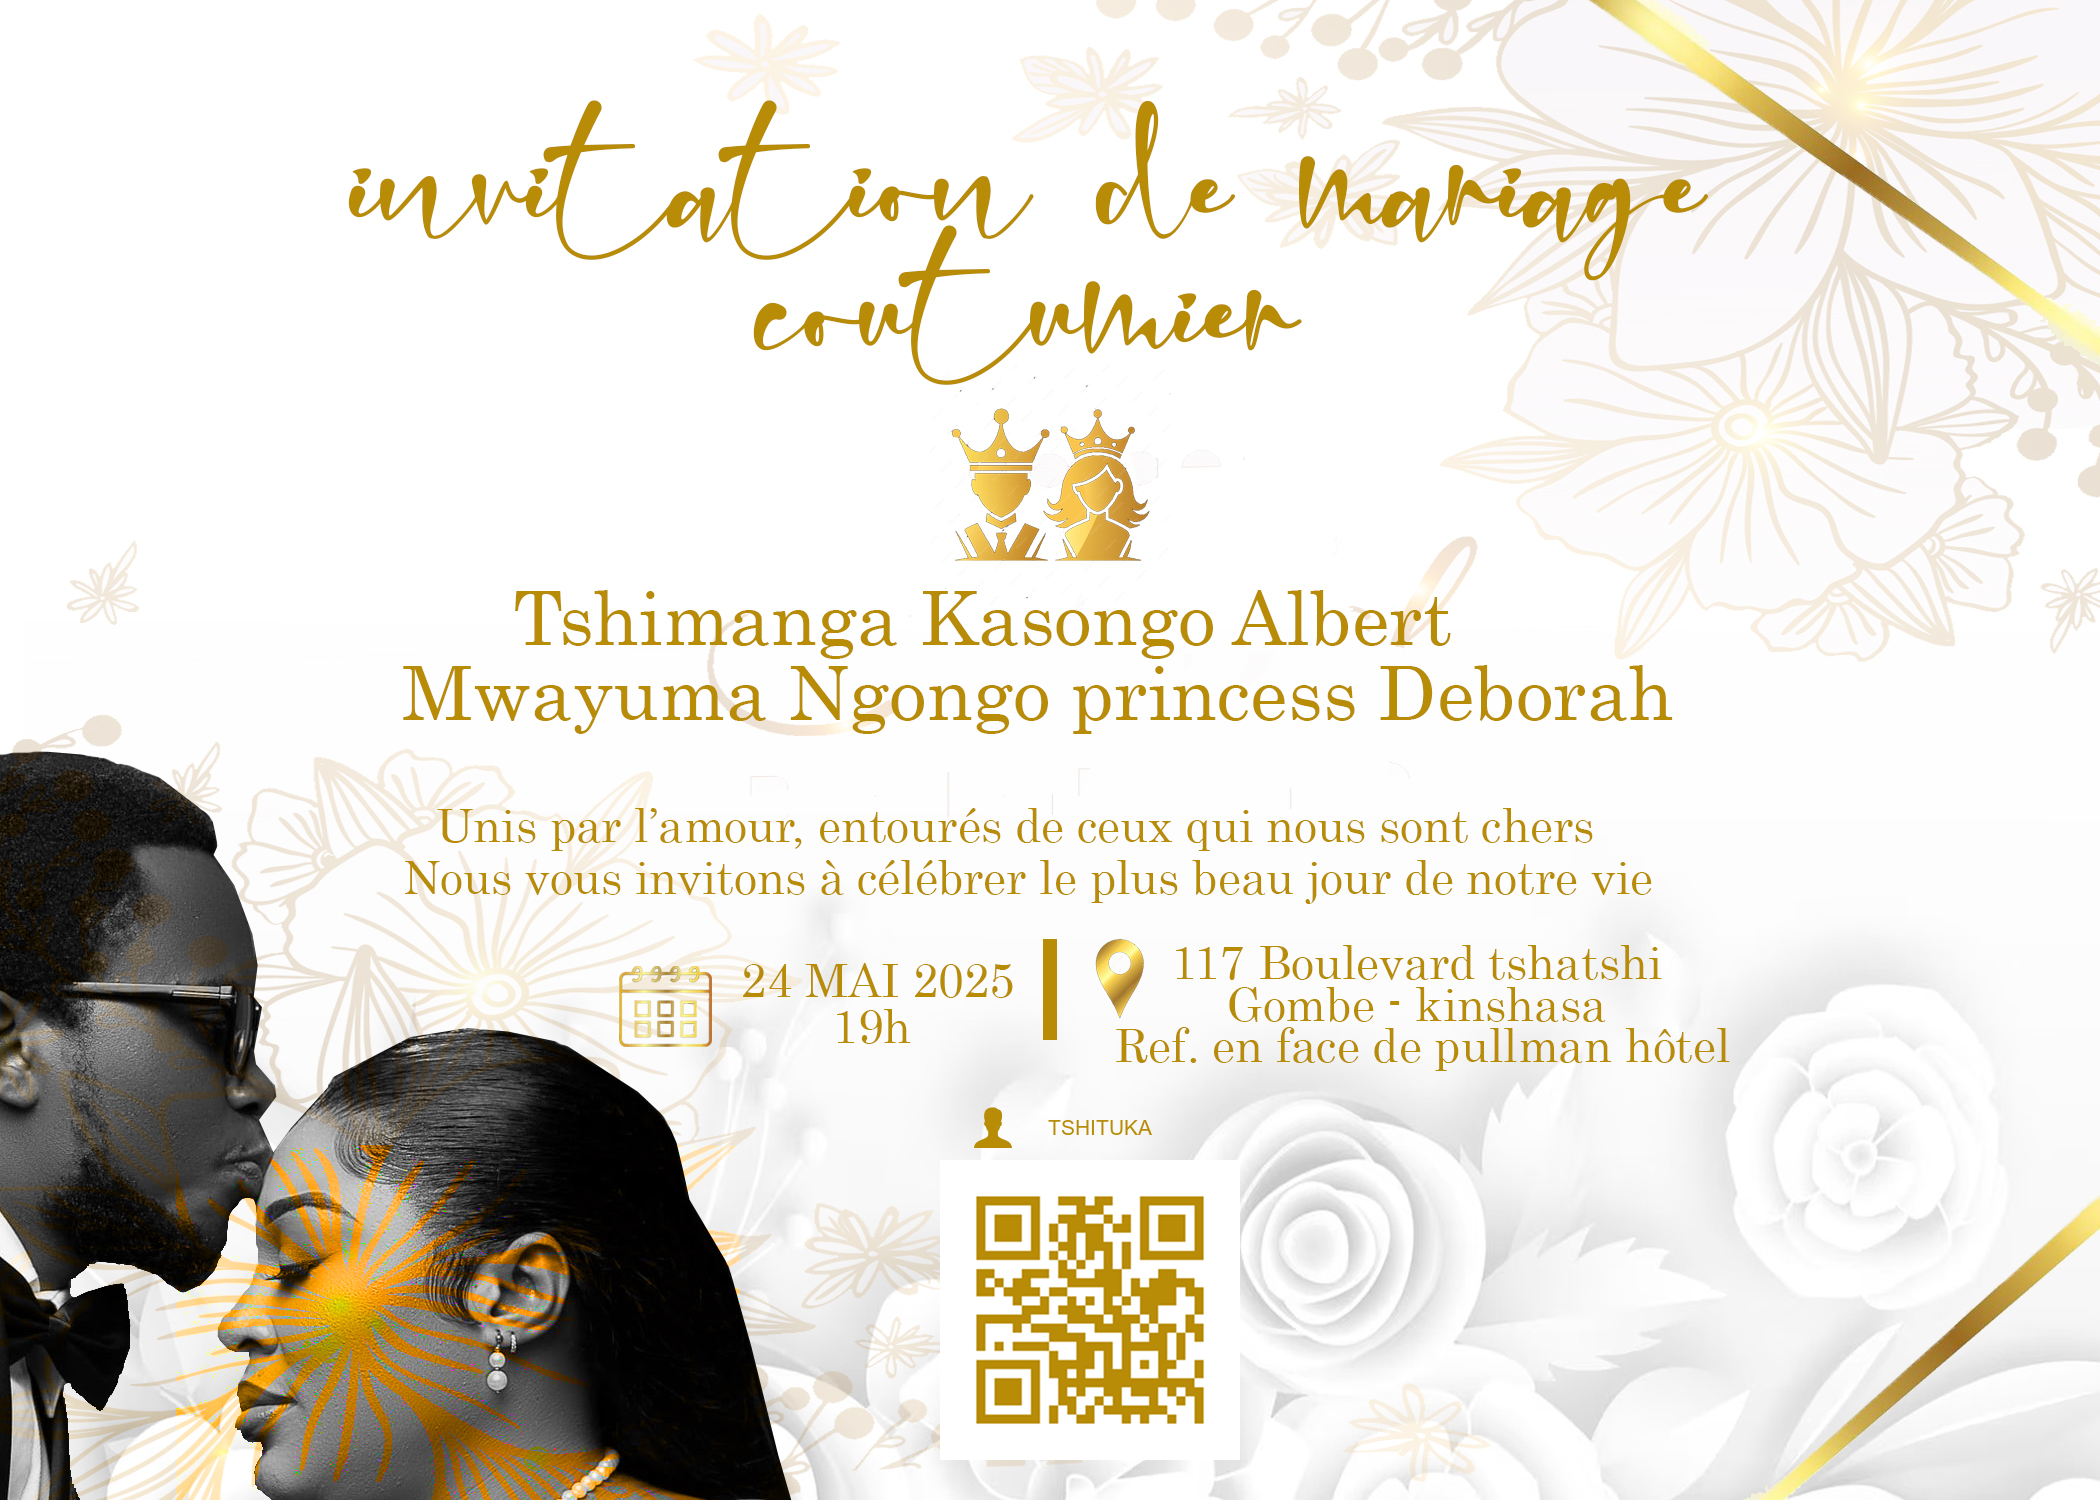 invitation de mariage
coutumier
Tshimanga Kasongo Albert
Mwayuma Ngongo princess Deborah
Unis par l'amour, entourés de ceux qui nous sont chers
Nous vous invitons à célébrer le plus beau jour de notre vie
24 MAI 2025
19h
117 Boulevard tshatshi
Gombe - kinshasa
Ref. en face de pullman hôtel
TSHITUKA